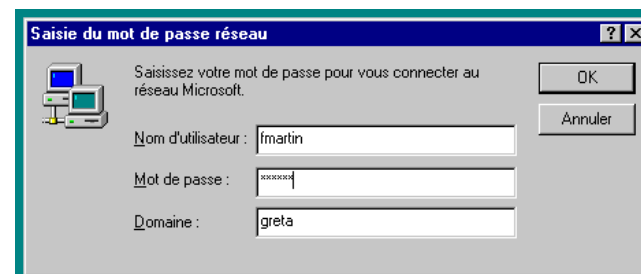 Saisie du mot de passe réseau
Saisissez votre mot de passe pour vous connecter au
réseau Microsoft.
OK
Annuler
Nom d'utilisateur : fmartin
Mot de passe : ××××××
Domaine : greta